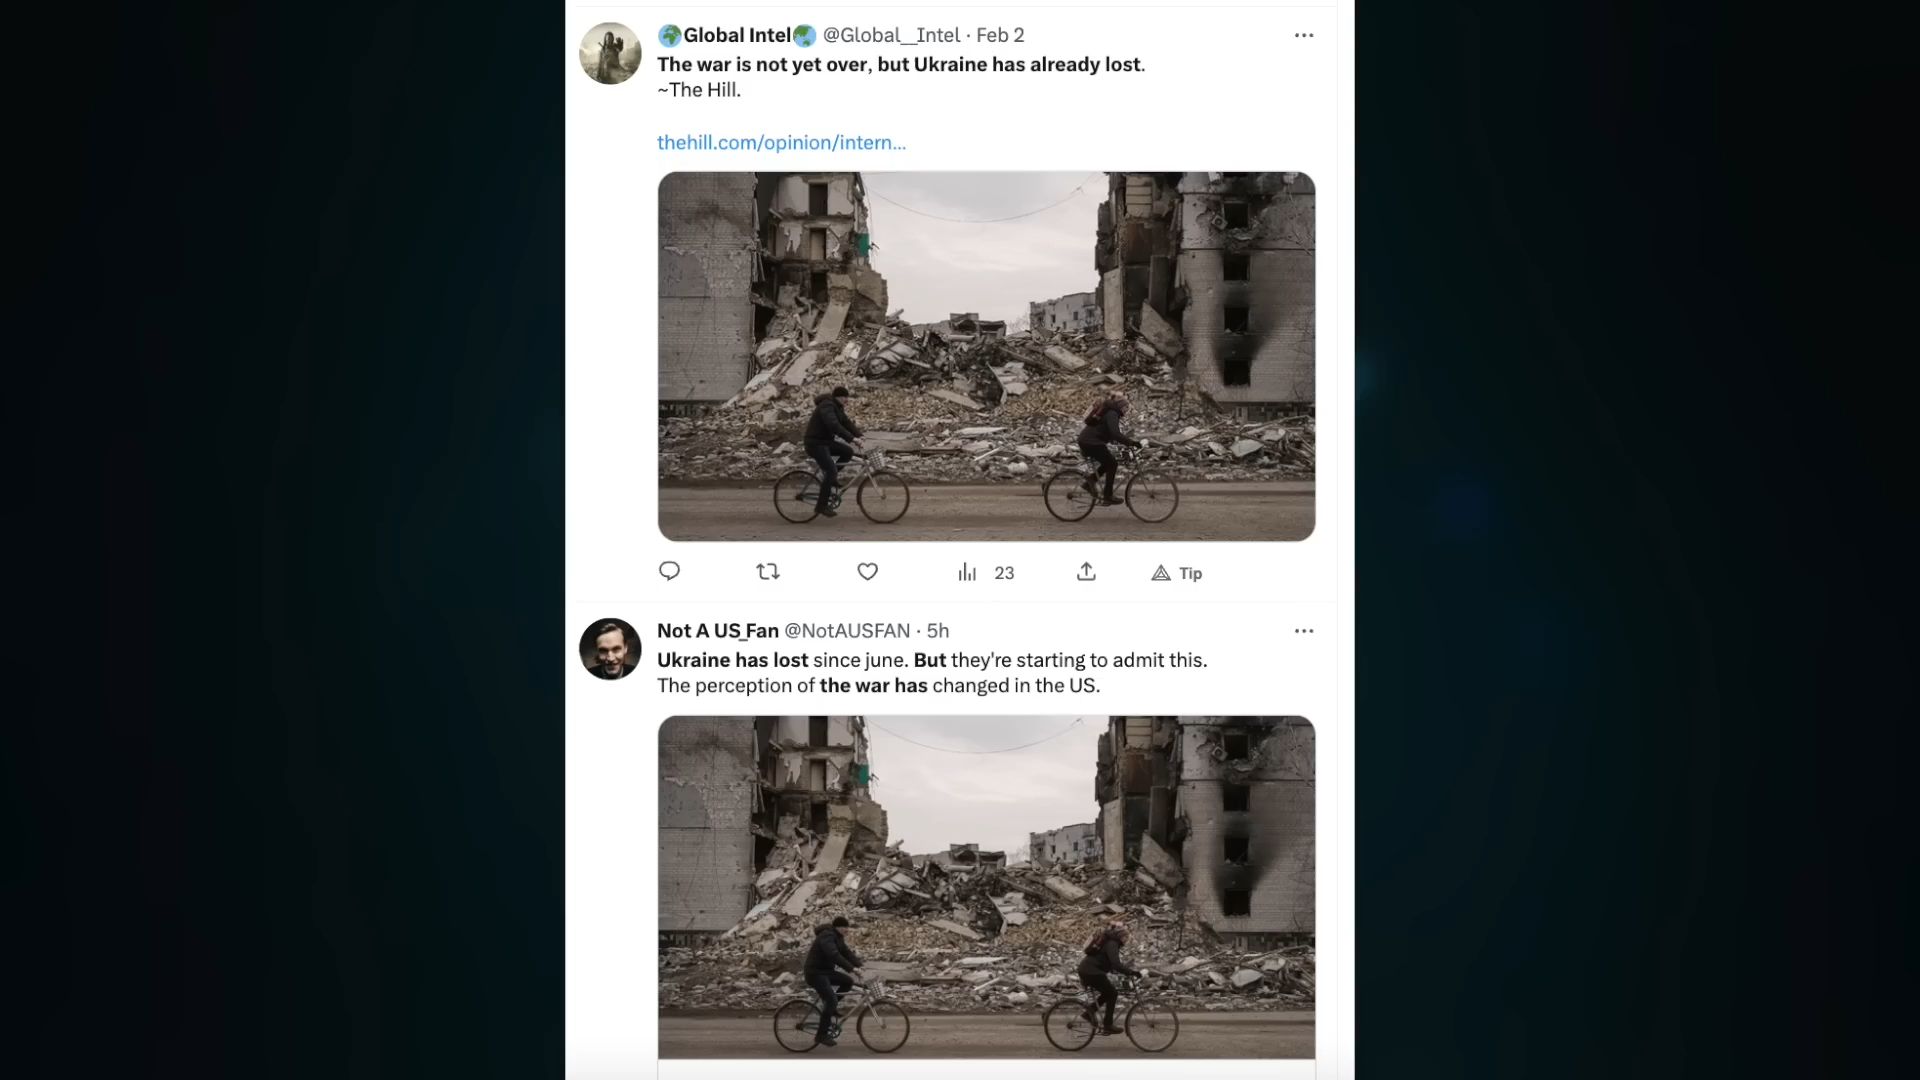 Global Intel @Global__Intel · Feb 2
The war is not yet over, but Ukraine has already lost.
~The Hill.
thehill.com/opinion/intern...
23
Tip
Not A US_Fan @NotAUSFAN · 5h
Ukraine has lost since june. But they're starting to admit this.
The perception of the war has changed in the US.